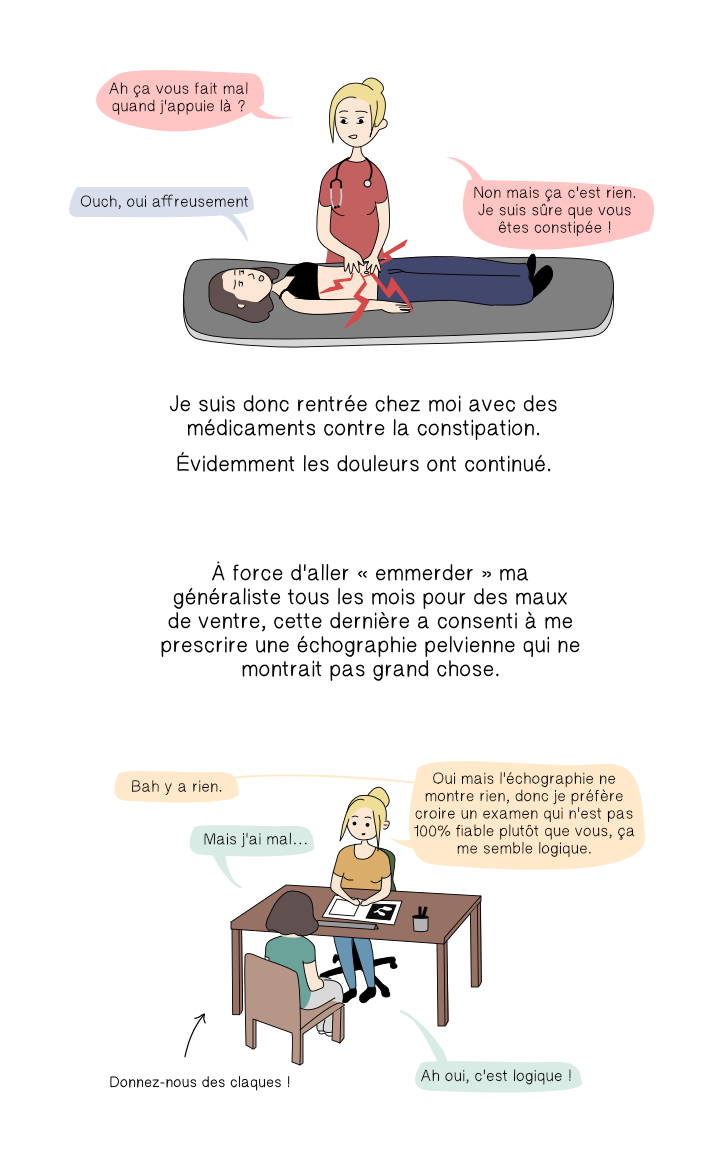 Ah ça vous fait mal
quand j'appuie là ?
Ouch, oui affreusement
Non mais ça c'est rien.
Je suis sûre que vous
êtes constipée !
Je suis donc rentrée chez moi avec des
médicaments contre la constipation.
Évidemment les douleurs ont continué.
À force d'aller « emmerder » ma
généraliste tous les mois pour des maux
de ventre, cette dernière a consenti à me
prescrire une échographie pelvienne qui ne
montrait pas grand chose.
Bah y a rien.
Mais j'ai mal...
Oui mais l'échographie ne
montre rien, donc je préfère
croire un examen qui n'est pas
100% fiable plutôt que vous, ça
me semble logique.
Ah oui, c'est logique !
Donnez-nous des claques !